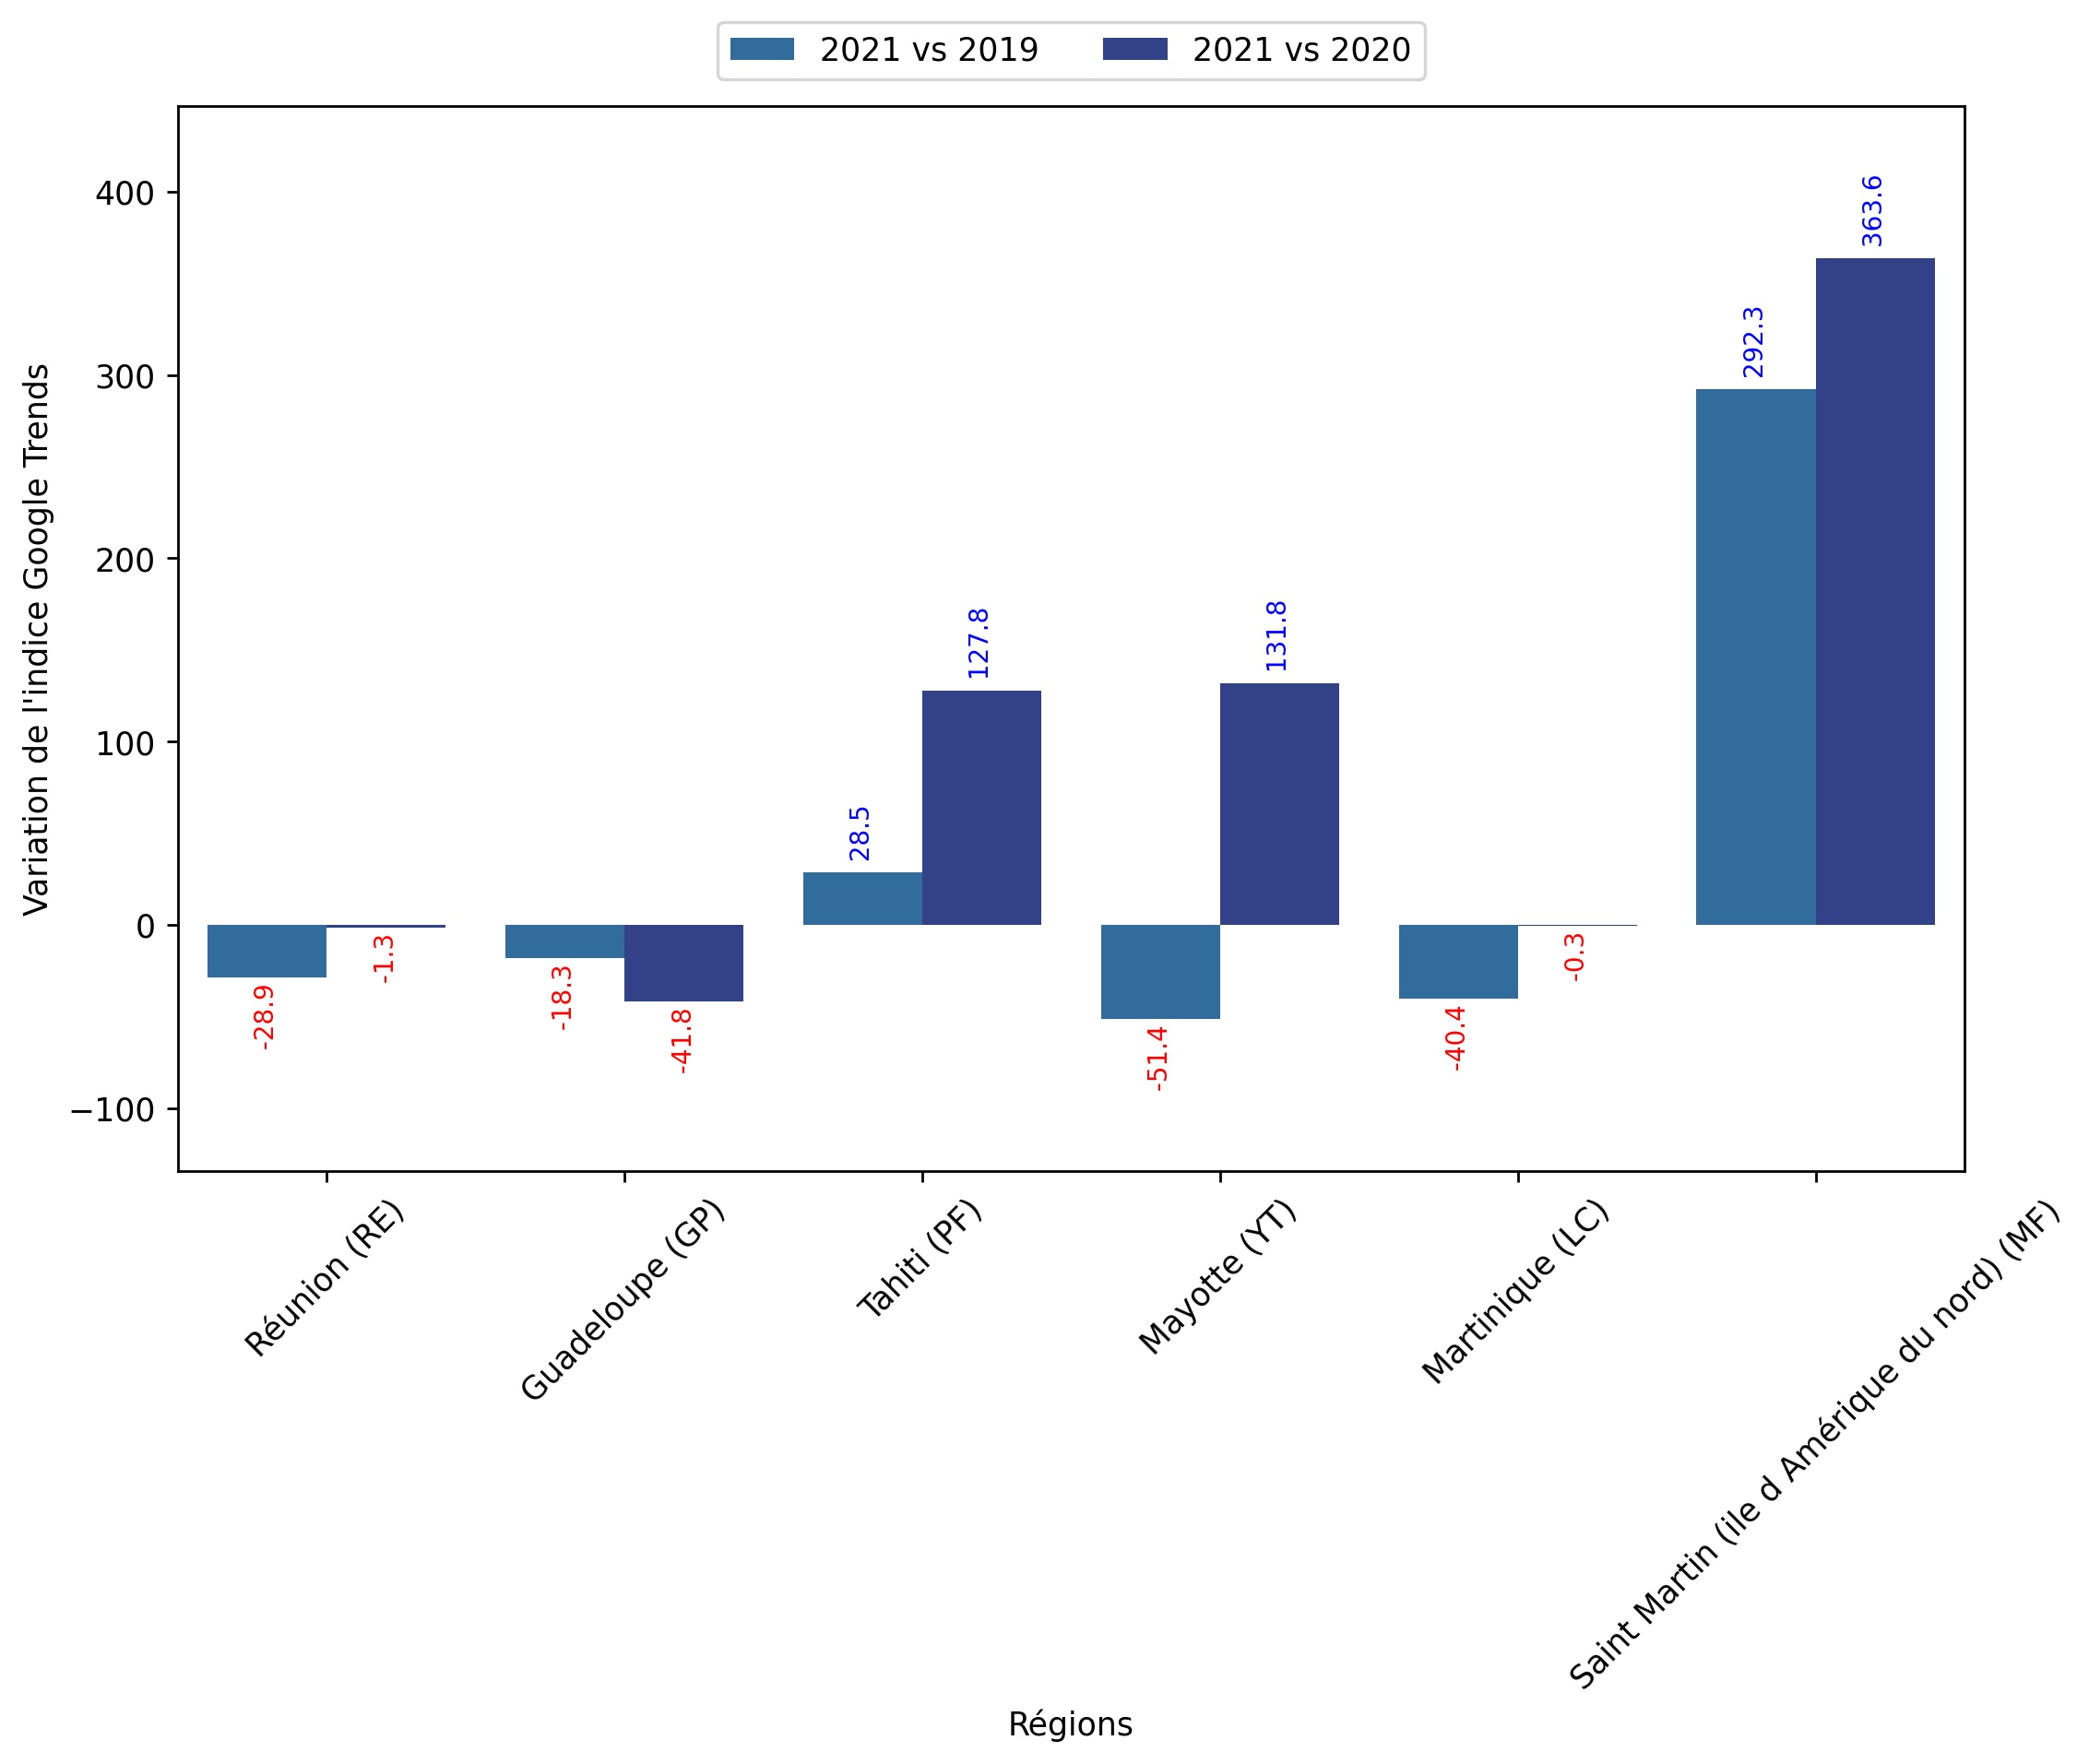 2021 vs 2019
2021 vs 2020
Variation de l'indice Google Trends
400
300
200
100
0
−100
-28.9
-1.3
-18.3
-41.8
28.5
127.8
-51.4
131.8
-40.4
-0.3
292.3
363.6
Réunion (RE)
Guadeloupe (GP)
Tahiti (PF)
Mayotte (YT)
Martinique (LC)
Saint Martin (ile d Amérique du nord) (MF)
Régions